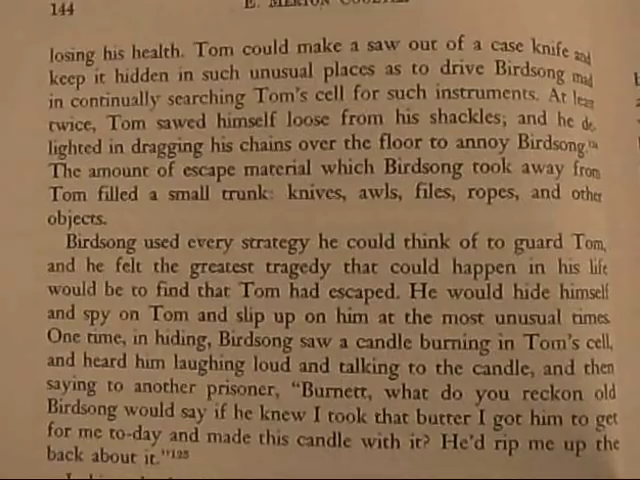 144
E. MERTON
losing his health. Tom could make a saw out of a case knife and
keep it hidden in such unusual places as to drive Birdsong mad
in continually searching Tom's cell for such instruments. At least
twice, Tom sawed himself loose from his shackles; and he de-
lighted in dragging his chains over the floor to annoy Birdsong.
The amount of escape material which Birdsong took away from
Tom filled a small trunk: knives, awls, files, ropes, and other
objects.
Birdsong used every strategy he could think of to guard Tom,
and he felt the greatest tragedy that could happen in his life
would be to find that Tom had escaped. He would hide himself
and spy on Tom and slip up on him at the most unusual times.
One time, in hiding, Birdsong saw a candle burning in Tom's cell,
and heard him laughing loud and talking to the candle, and then
saying to another prisoner, "Burnett, what do you reckon old
Birdsong would say if he knew I took that butter I got him to get
for me to-day and made this candle with it? He'd rip me up the
back about it."¹²⁵